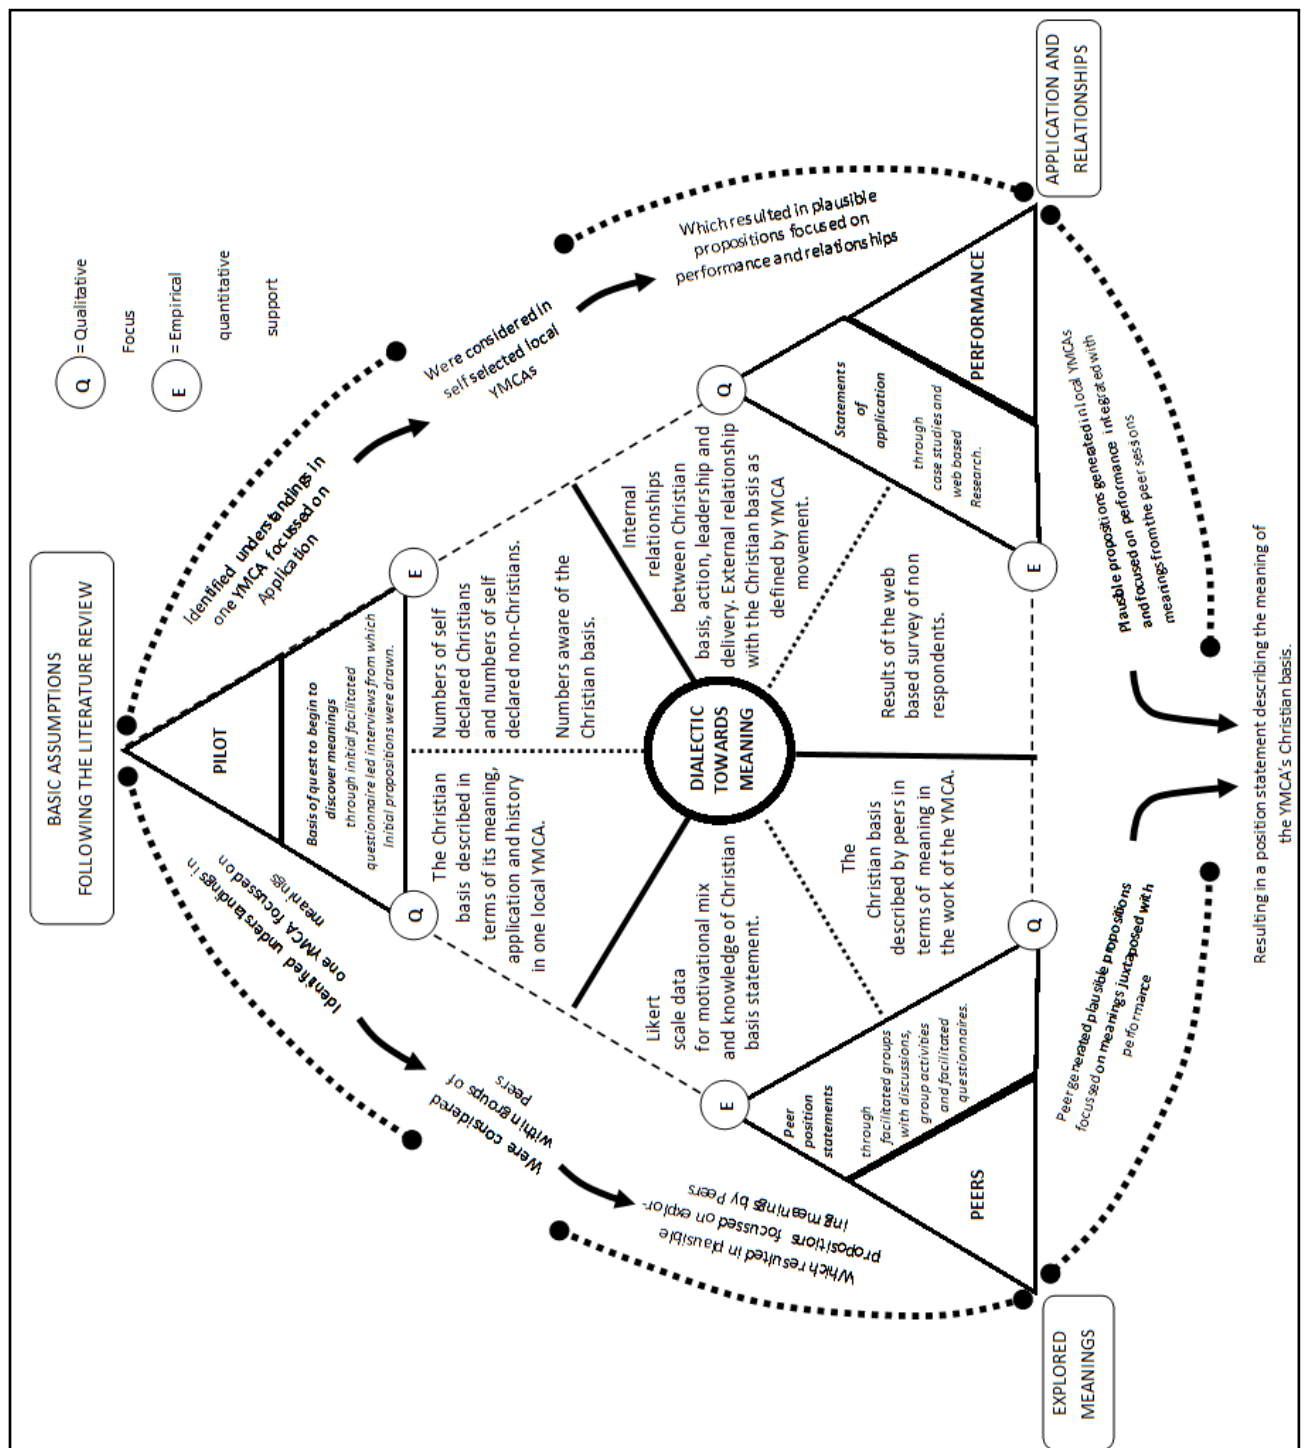 BASIC ASSUMPTIONS
FOLLOWING THE LITERATURE REVIEW
Q = Qualitative
Focus
E = Empirical
quantitative
support
Identified understandings in
one YMCA focussed on
meanings
Identified understandings in
one YMCA focussed on
Application
PILOT
Basis of quest to begin to
discover meanings
through initial facilitated
questionnaire led interviews from which
Initial propositions were drawn.
Q
E
Were considered
within groups of
Peers
Were considered in
self selected local
YMCAs
The Christian
basis described in
terms of its meaning,
application and history
in one local YMCA.
Numbers of self
declared Christians
and numbers of self
declared non-Christians.
Numbers aware of the
Christian basis.
Which resulted in plausible
propositions focussed on explor-
ing meaning by Peers
Which resulted in plausible
propositions focused on
performance and relationships
Likert
scale data
for motivational mix
and knowledge of Christian
basis statement.
DIALECTIC
TOWARDS
MEANING
Internal
relationships
between Christian
basis, action, leadership and
delivery. External relationship
with the Christian basis as
defined by YMCA
movement.
E
Q
Peer
position
statements
through
facilitated groups
with discussions,
group activities
and facilitated
questionnaires.
PEERS
The
Christian basis
described by peers in
terms of meaning in
the work of the YMCA.
Results of the web
based survey of non
respondents.
Statements
of
application
through
case studies and
web based
Research.
PERFORMANCE
Q
E
EXPLORED
MEANINGS
APPLICATION AND
RELATIONSHIPS
Peer generated plausible propositions
focussed on meanings juxtaposed with
performance
Plausible propositions generated in local YMCAs
and focused on performance integrated with
meanings from the peer sessions
Resulting in a position statement describing the meaning of
the YMCA's Christian basis.